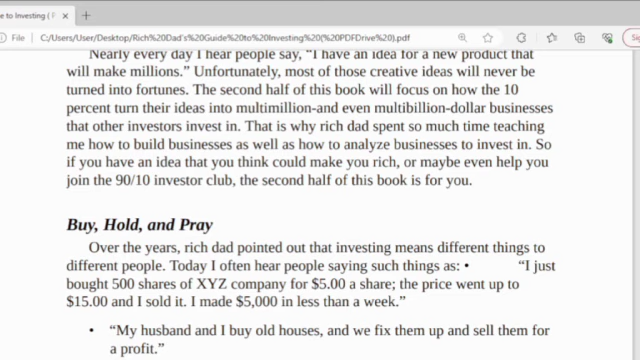 e to Investing ( P
File
C:/Users/User/Desktop/Rich%20Dad's%20Guide%20to%20Investing%20(%20PDFDrive%20).pdf
Sig
Nearly every day I hear people say, “I have an idea for a new product that
will make millions.” Unfortunately, most of those creative ideas will never be
turned into fortunes. The second half of this book will focus on how the 10
percent turn their ideas into multimillion-and even multibillion-dollar businesses
that other investors invest in. That is why rich dad spent so much time teaching
me how to build businesses as well as how to analyze businesses to invest in. So
if you have an idea that you think could make you rich, or maybe even help you
join the 90/10 investor club, the second half of this book is for you.
Buy, Hold, and Pray
Over the years, rich dad pointed out that investing means different things to
different people. Today I often hear people saying such things as: • “I just
bought 500 shares of XYZ company for $5.00 a share; the price went up to
$15.00 and I sold it. I made $5,000 in less than a week.”
• “My husband and I buy old houses, and we fix them up and sell them for
a profit.”